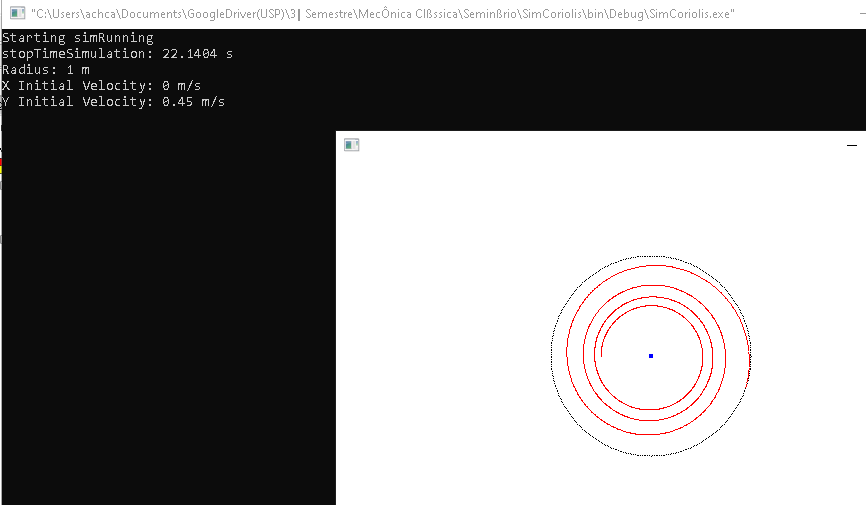 "C:\Users\achca\Documents\GoogleDriver(USP)\3| Semestre\MecÔnica Clßssica\Seminßrio\SimCoriolis\bin\Debug\SimCoriolis.exe"
Starting simRunning
stopTimeSimulation: 22.1404 s
Radius: 1 m
X Initial Velocity: 0 m/s
Y Initial Velocity: 0.45 m/s